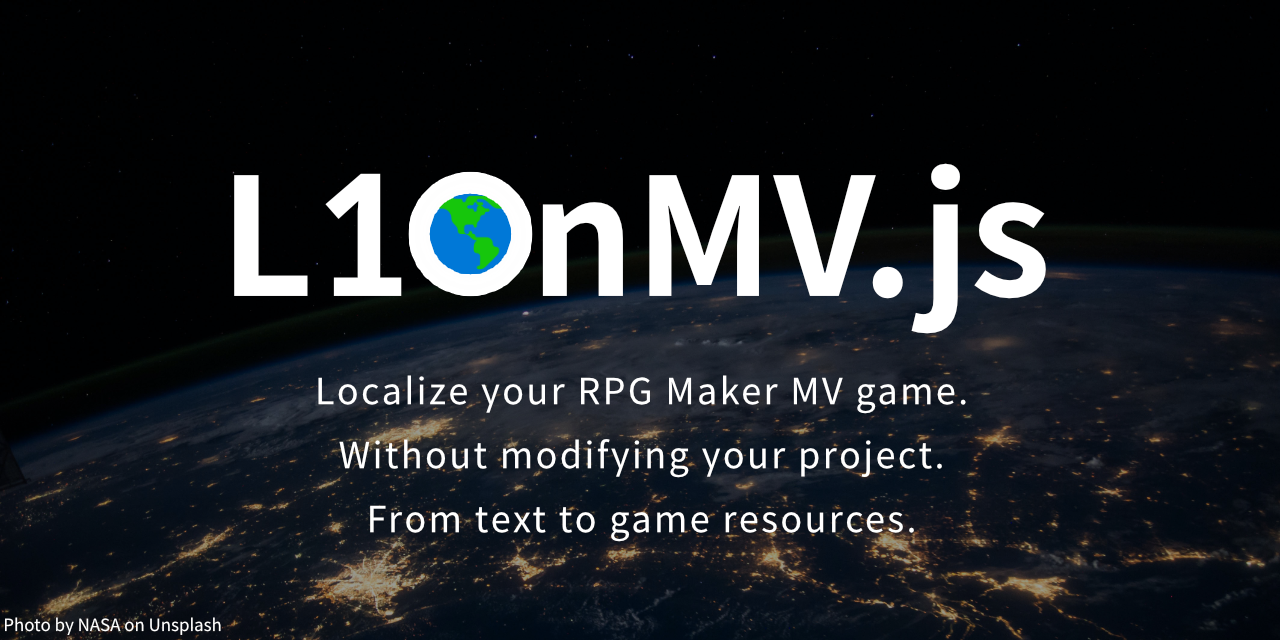 L10nMV.js
Localize your RPG Maker MV game.
Without modifying your project.
From text to game resources.
Photo by NASA on Unsplash